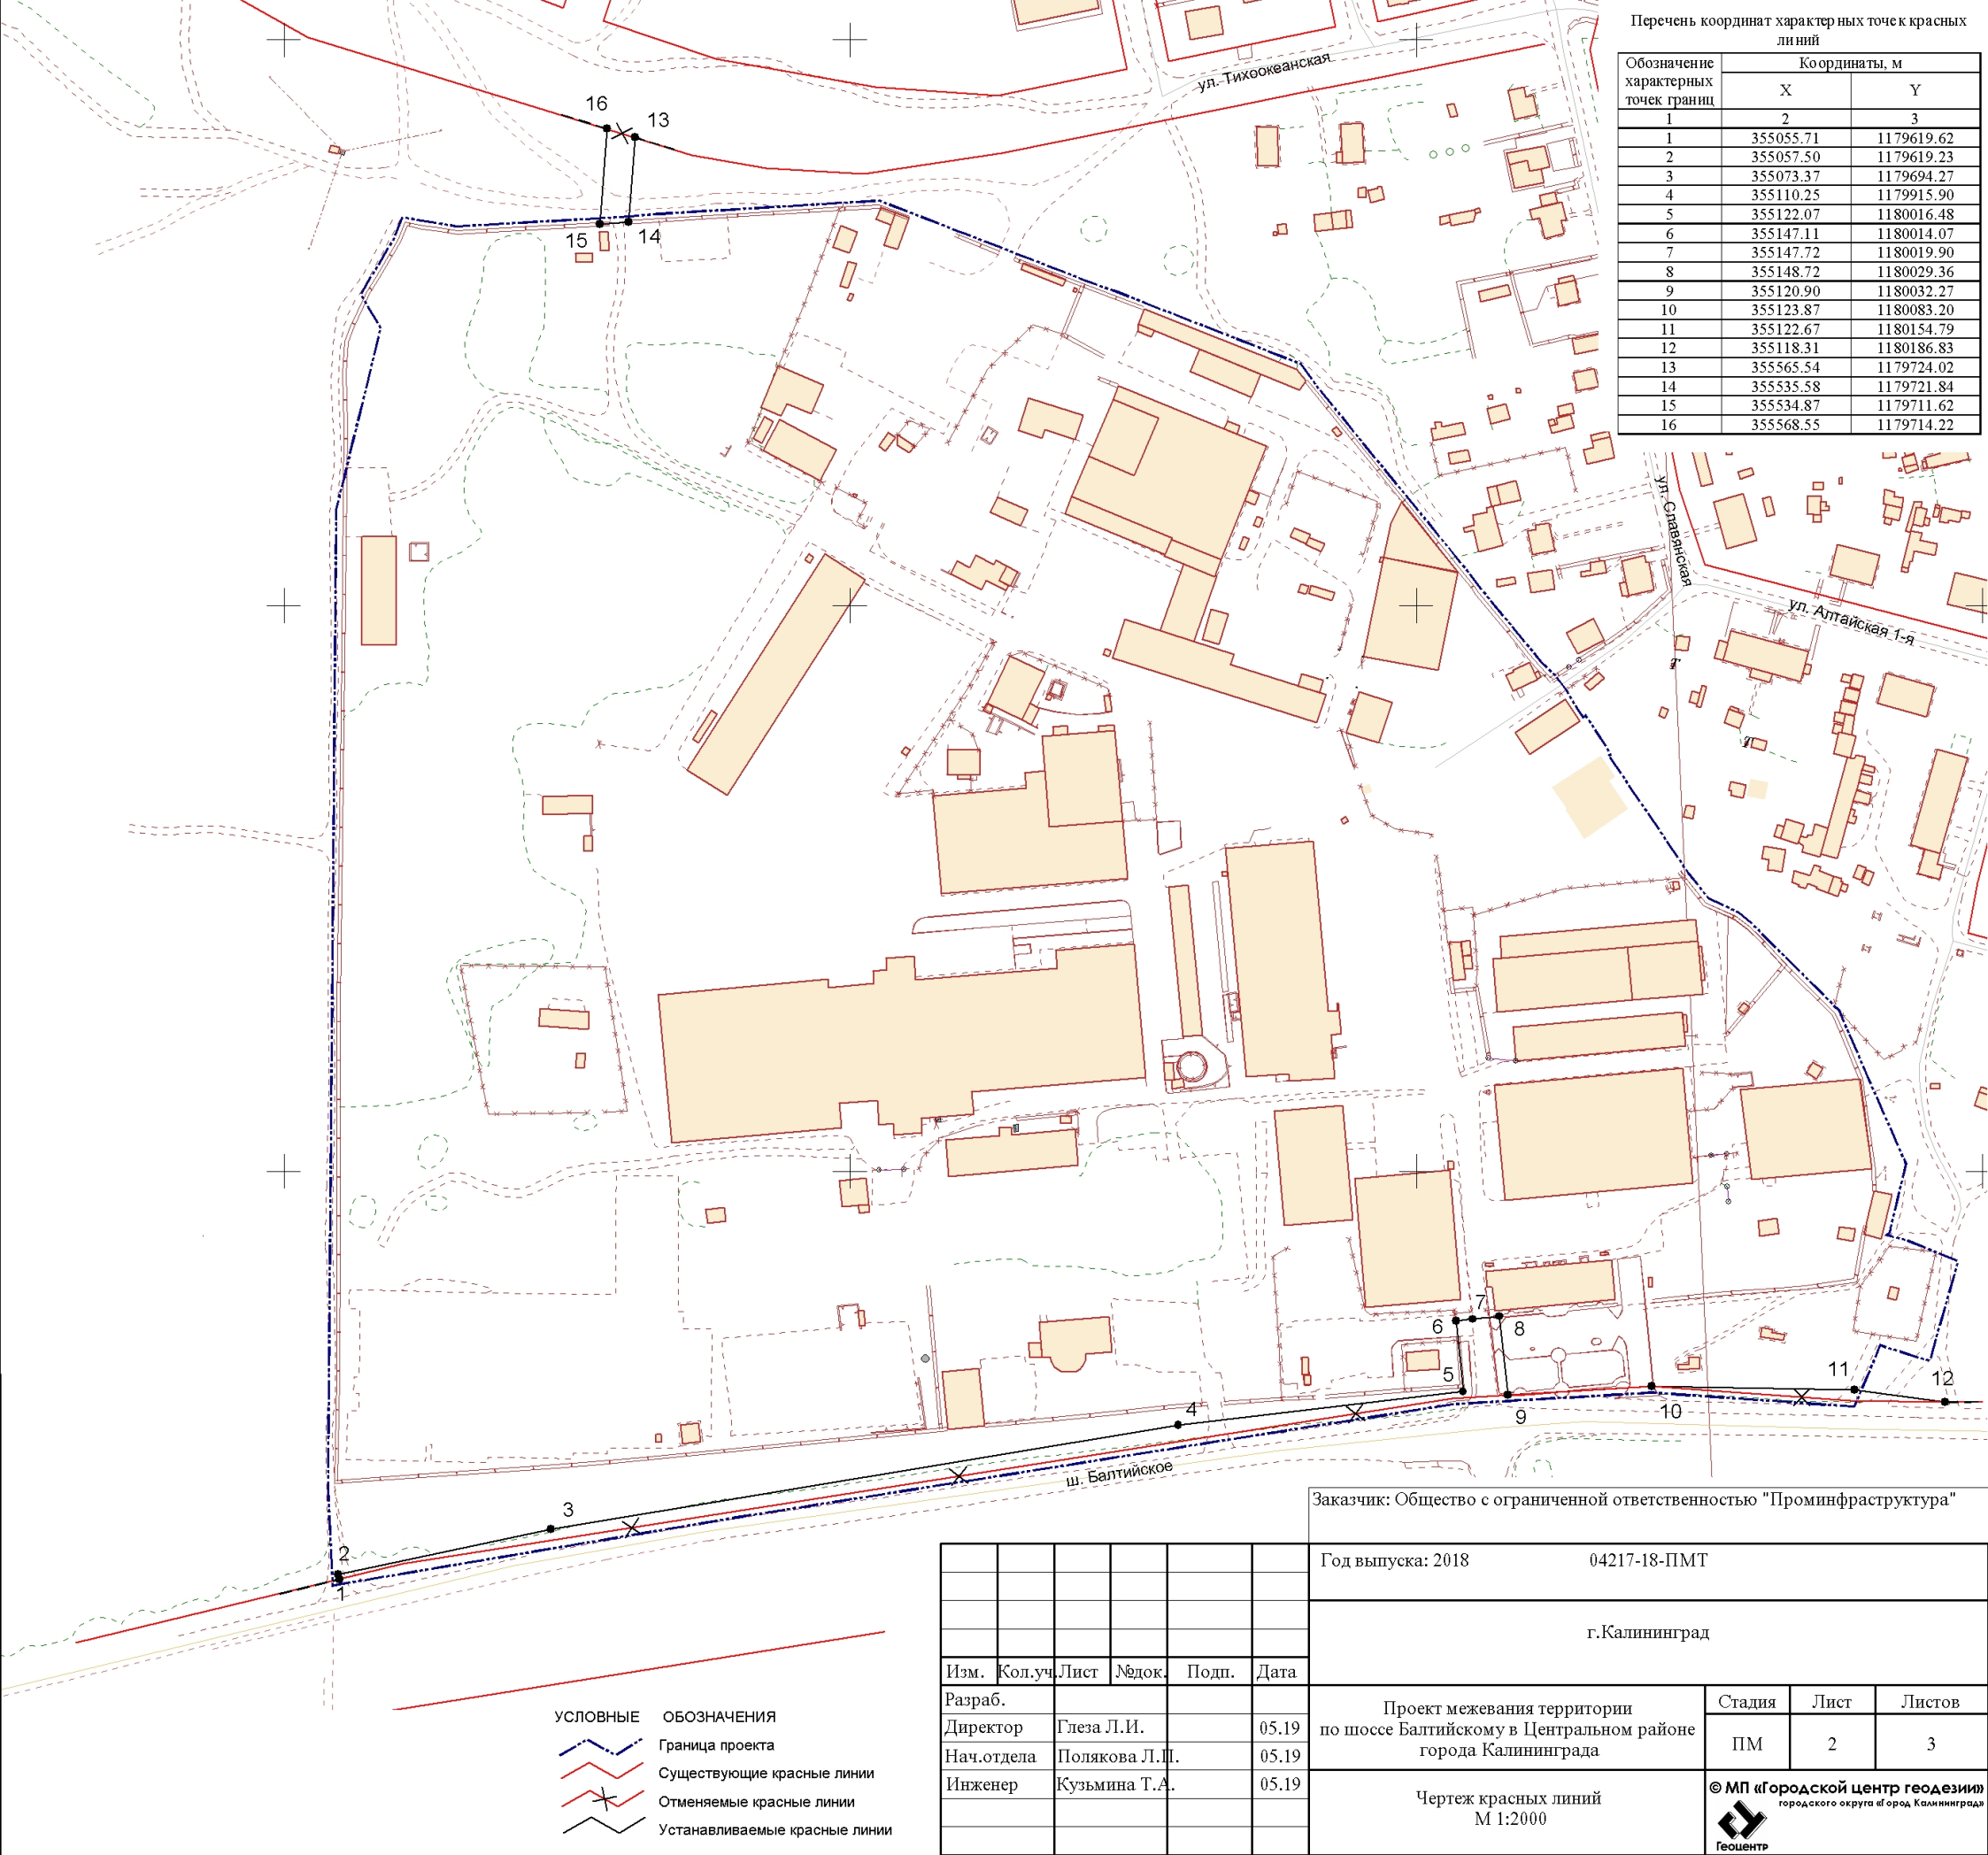 Перечень координат характерных точек красных
линий
Обозначение характерных точек границ
Координаты, м
X Y
1 2 3
1 355055.71 1179619.62
2 355057.50 1179619.23
3 355073.37 1179694.27
4 355110.25 1179915.90
5 355122.07 1180016.48
6 355147.11 1180014.07
7 355147.72 1180019.90
8 355148.72 1180029.36
9 355120.90 1180032.27
10 355123.87 1180083.20
11 355122.67 1180154.79
12 355118.31 1180186.83
13 355565.54 1179724.02
14 355535.58 1179721.84
15 355534.87 1179711.62
16 355568.55 1179714.22
ул. Тихоокеанская
16
13
15
14
ул. Славянская
ул. Алтайская 1-я
Т
Т
7
6
8
5
11
12
4
9
10
ш. Балтийское
3
2
1
Заказчик: Общество с ограниченной ответственностью "Проминфраструктура"
Год выпуска: 2018 04217-18-ПМТ
г.Калининград
Изм. Кол.уч. Лист №док. Подп. Дата
Разраб.
Директор Глеза Л.И. 05.19
Нач.отдела Полякова Л.П. 05.19
Инженер Кузьмина Т.А. 05.19
Проект межевания территории
по шоссе Балтийскому в Центральном районе
города Калининграда
Стадия Лист Листов
ПМ 2 3
Чертеж красных линий
М 1:2000
© МП «Городской центр геодезии»
городского округа «Город Калининград»
Геоцентр
УСЛОВНЫЕ ОБОЗНАЧЕНИЯ
Граница проекта
Существующие красные линии
Отменяемые красные линии
Устанавливаемые красные линии